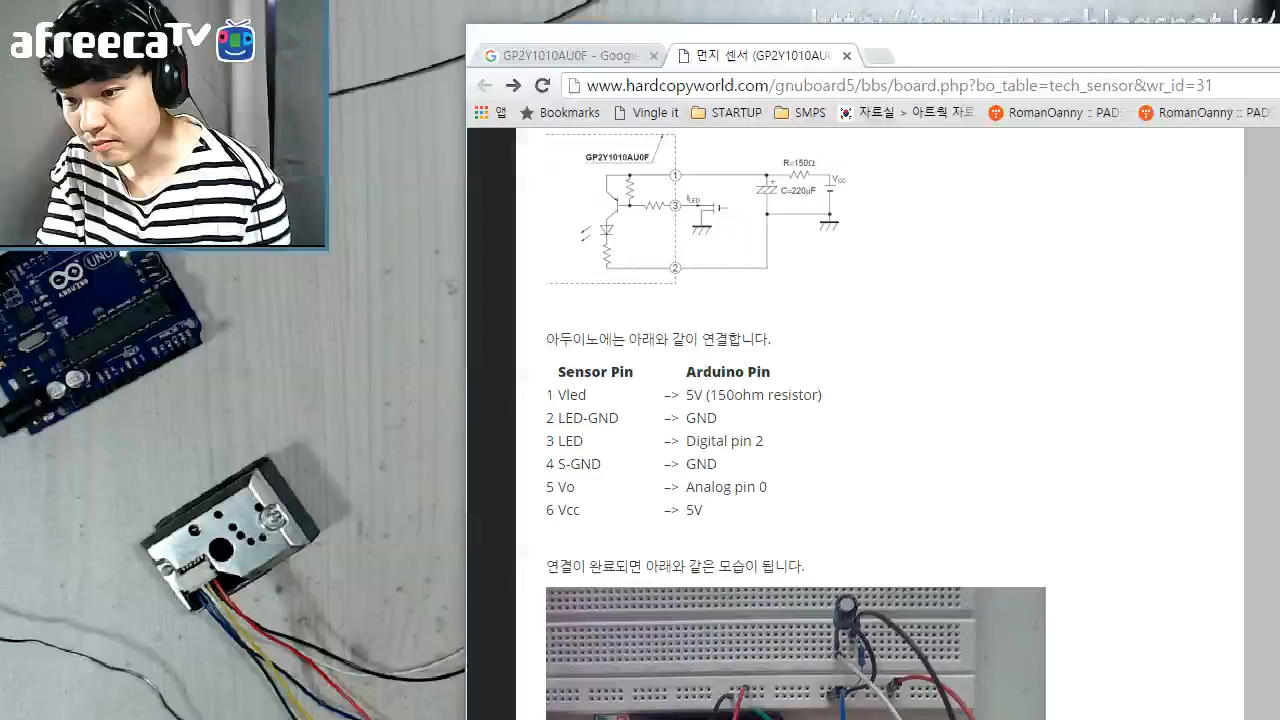 afreecaTV
GP2Y1010AU0F - Google
먼지 센서 (GP2Y1010AU
www.hardcopyworld.com/gnuboard5/bbs/board.php?bo_table=tech_sensor&wr_id=31
앱
Bookmarks
Vingle it
STARTUP
SMPS
자료실 > 아트웍 자료
RomanOanny :: PADS
RomanOanny :: PAD
GP2Y1010AU0F
R=150Ω
1
VCC
C=220μF
3
ILED
2
아두이노에는 아래와 같이 연결합니다.
Sensor Pin Arduino Pin
1 Vled –> 5V (150ohm resistor)
2 LED-GND –> GND
3 LED –> Digital pin 2
4 S-GND –> GND
5 Vo –> Analog pin 0
6 Vcc –> 5V
연결이 완료되면 아래와 같은 모습이 됩니다.
UNO
ARDUINO